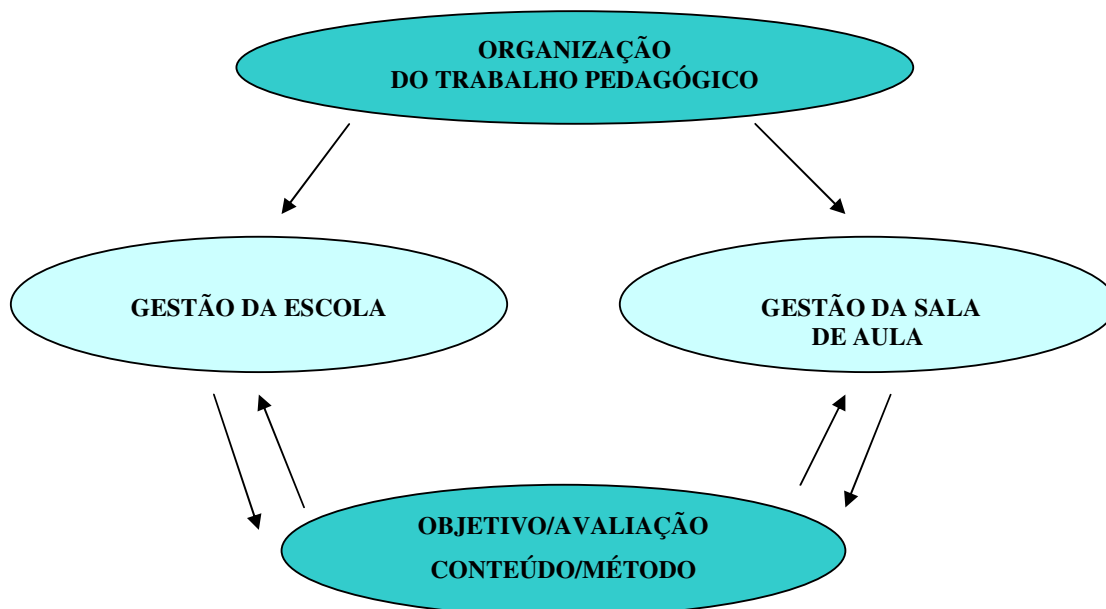 ORGANIZAÇÃO
DO TRABALHO PEDAGÓGICO
GESTÃO DA ESCOLA
GESTÃO DA SALA
DE AULA
OBJETIVO/AVALIAÇÃO
CONTEÚDO/MÉTODO